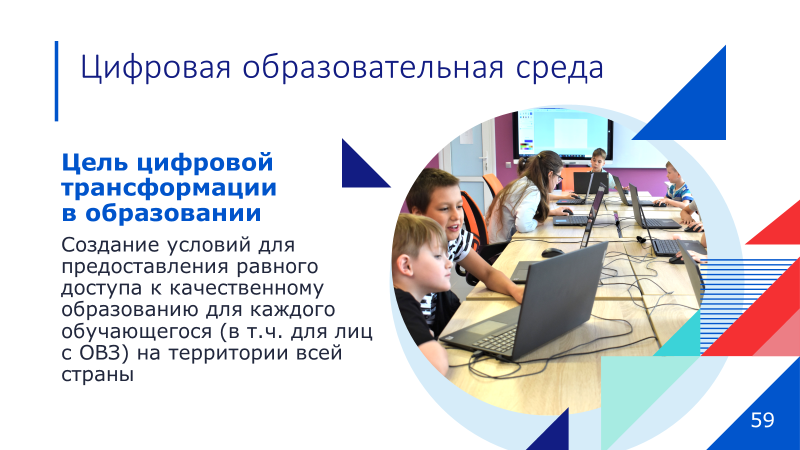 Цифровая образовательная среда
Цель цифровой
трансформации
в образовании
Создание условий для
предоставления равного
доступа к качественному
образованию для каждого
обучающегося (в т.ч. для лиц
с ОВЗ) на территории всей
страны
59